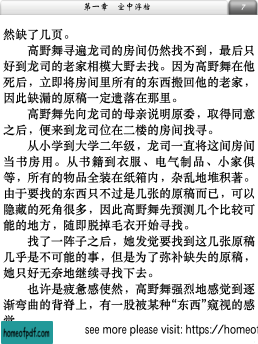 第一章 空中浮楼
7
然缺了几页。
高野舞寻遍龙司的房间仍然找不到，最后只
好到龙司的老家相模大野去找。因为高野舞在他
死后，立即将房间里所有的东西搬回他的老家，
因此缺漏的原稿一定遗落在那里。
高野舞先向龙司的母亲说明原委，取得同意
之后，便来到龙司位在二楼的房间找寻。
从小学到大学二年级，龙司一直将这间房间
当书房用。从书籍到衣服、电气制品、小家俱
等，所有的物品全装在纸箱内，杂乱地堆积著。
由于要找的东西只不过是几张的原稿而已，可以
隐藏的死角很多，因此高野舞先预测几个比较可
能的地方，随即脱掉毛衣开始寻找。
找了一阵子之后，她发觉要找到这几张原稿
几乎是不可能的事，但是为了弥补缺失的原稿，
她只好无奈地继续寻找下去。
也许是疲惫感使然，高野舞强烈地感觉到逐
渐弯曲的背脊上，有一股被某种“东西”窥视的感
觉
homeofpdf.com
see more please visit: https://homeof